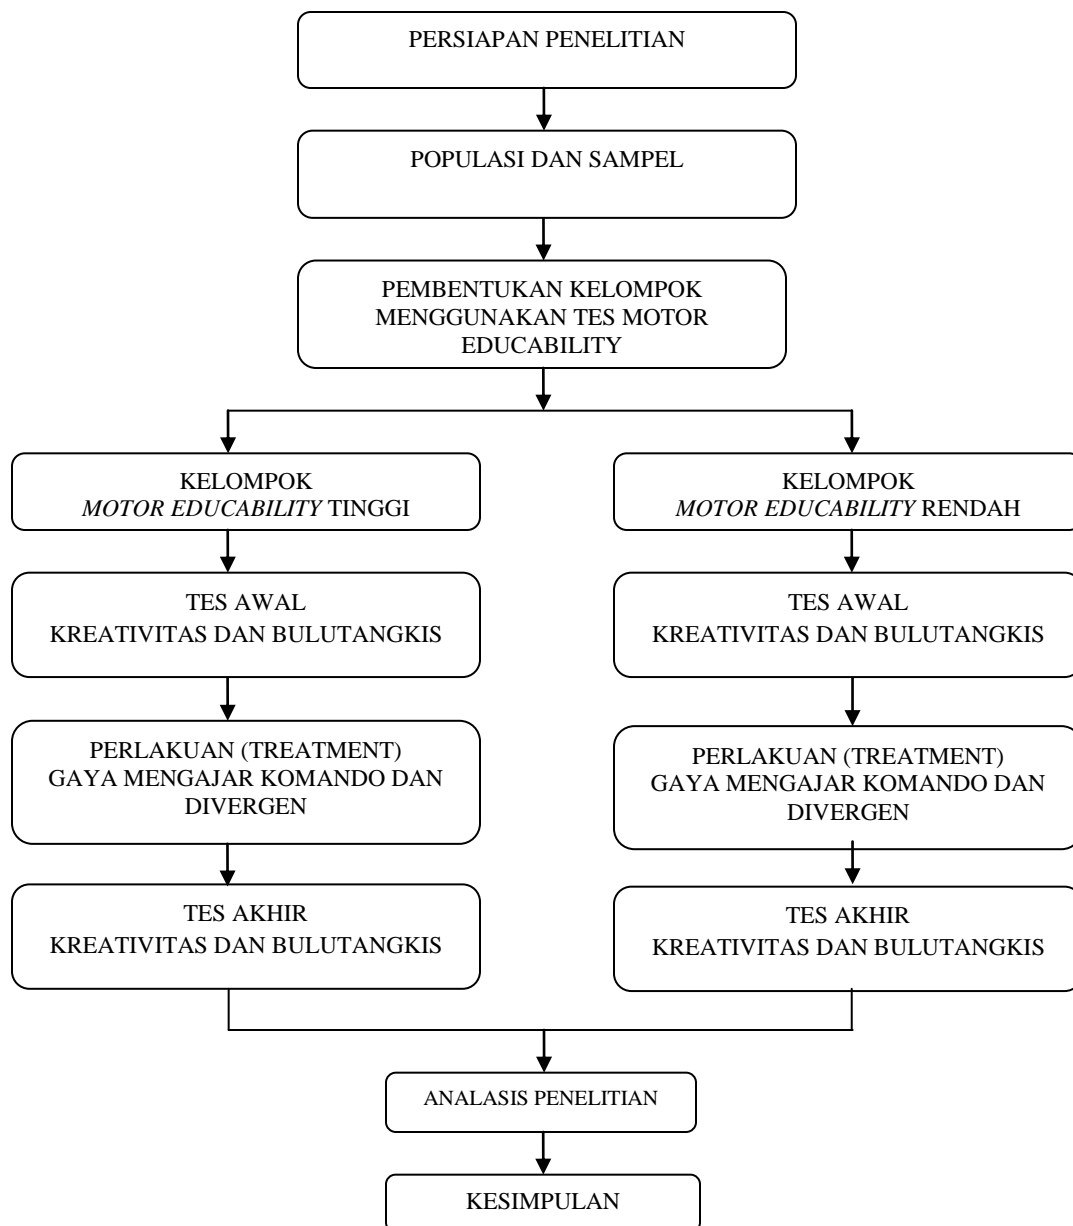 PERSIAPAN PENELITIAN
POPULASI DAN SAMPEL
PEMBENTUKAN KELOMPOK
MENGGUNAKAN TES MOTOR
EDUCABILITY
KELOMPOK
MOTOR EDUCABILITY TINGGI
KELOMPOK
MOTOR EDUCABILITY RENDAH
TES AWAL
KREATIVITAS DAN BULUTANGKIS
TES AWAL
KREATIVITAS DAN BULUTANGKIS
PERLAKUAN (TREATMENT)
GAYA MENGAJAR KOMANDO DAN
DIVERGEN
PERLAKUAN (TREATMENT)
GAYA MENGAJAR KOMANDO DAN
DIVERGEN
TES AKHIR
KREATIVITAS DAN BULUTANGKIS
TES AKHIR
KREATIVITAS DAN BULUTANGKIS
ANALASIS PENELITIAN
KESIMPULAN